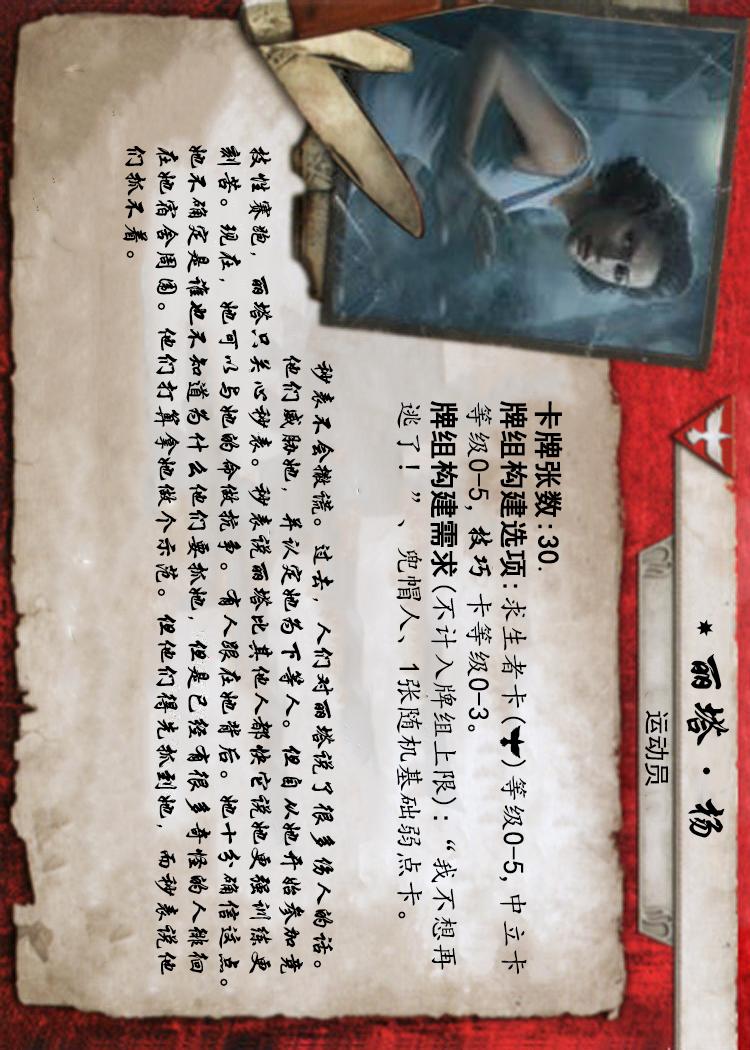 ✷丽塔·杨
运动员
卡牌张数：30.
牌组构建选项：求生者卡（）等级0-5，中立卡
等级0-5，技巧 卡等级0-3。
牌组构建需求（不计入牌组上限）：“我不想再
逃了！”、兜帽人、1张随机基础弱点卡。
秒表不会撒谎。过去，人们对丽塔说了很多伤人的话。
他们威胁她，并认定她为下等人。但自从她开始参加竞
技性赛跑，丽塔只关心秒表。秒表说丽塔比其他人都快它说她更强训练更
刻苦。现在，她可以与她的命做抗争。有人跟在她背后。她十分确信这点。
她不确定是谁也不知道为什么他们要抓她，但是已经有很多奇怪的人徘徊
在她宿舍周围。他们打算拿她做个示范。但他们得先抓到她，而秒表说他
们抓不着。